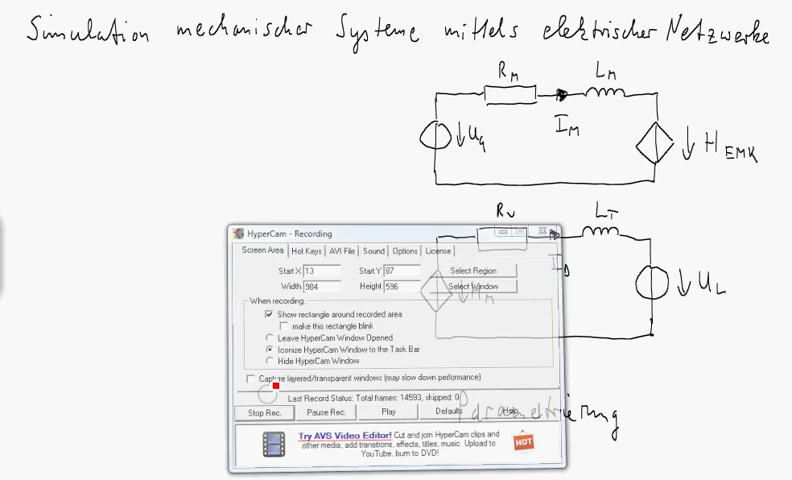 Simulation mechanischer Systeme mittels elektrischer Netzwerke
R_M
L_M
I_M
U_q
H_EMK
R_V
L_T
I_D
H_M
U_L
HyperCam - Recording
Screen Area
Hot Keys
AVI File
Sound
Options
License
Start X 13
Start Y 87
Select Region
Width 984
Height 596
Select Window
When recording:
Show rectangle around recorded area
make this rectangle blink
Leave HyperCam Window Opened
Iconize HyperCam Window to the Task Bar
Hide HyperCam Window
Capture layered/transparent windows (may slow down performance)
Last Record Status: Total frames: 14593, skipped: 0
Stop Rec.
Pause Rec.
Play
Defaults
Help
Parametrierung
Try AVS Video Editor! Cut and join HyperCam clips and
other media, add transitions, effects, titles, music. Upload to
YouTube, burn to DVD!
HOT